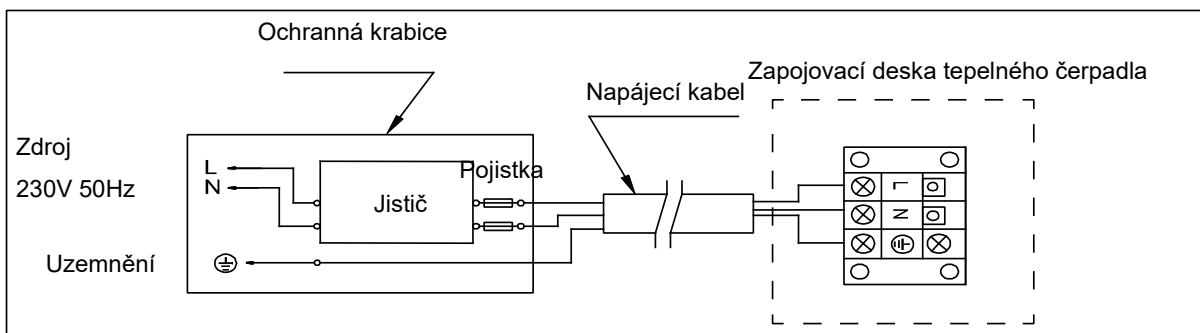 Ochranná krabice
Zapojovací deska tepelného čerpadla
Napájecí kabel
Zdroj
230V 50Hz
L
N
Pojistka
Jistič
Uzemnění
L
N